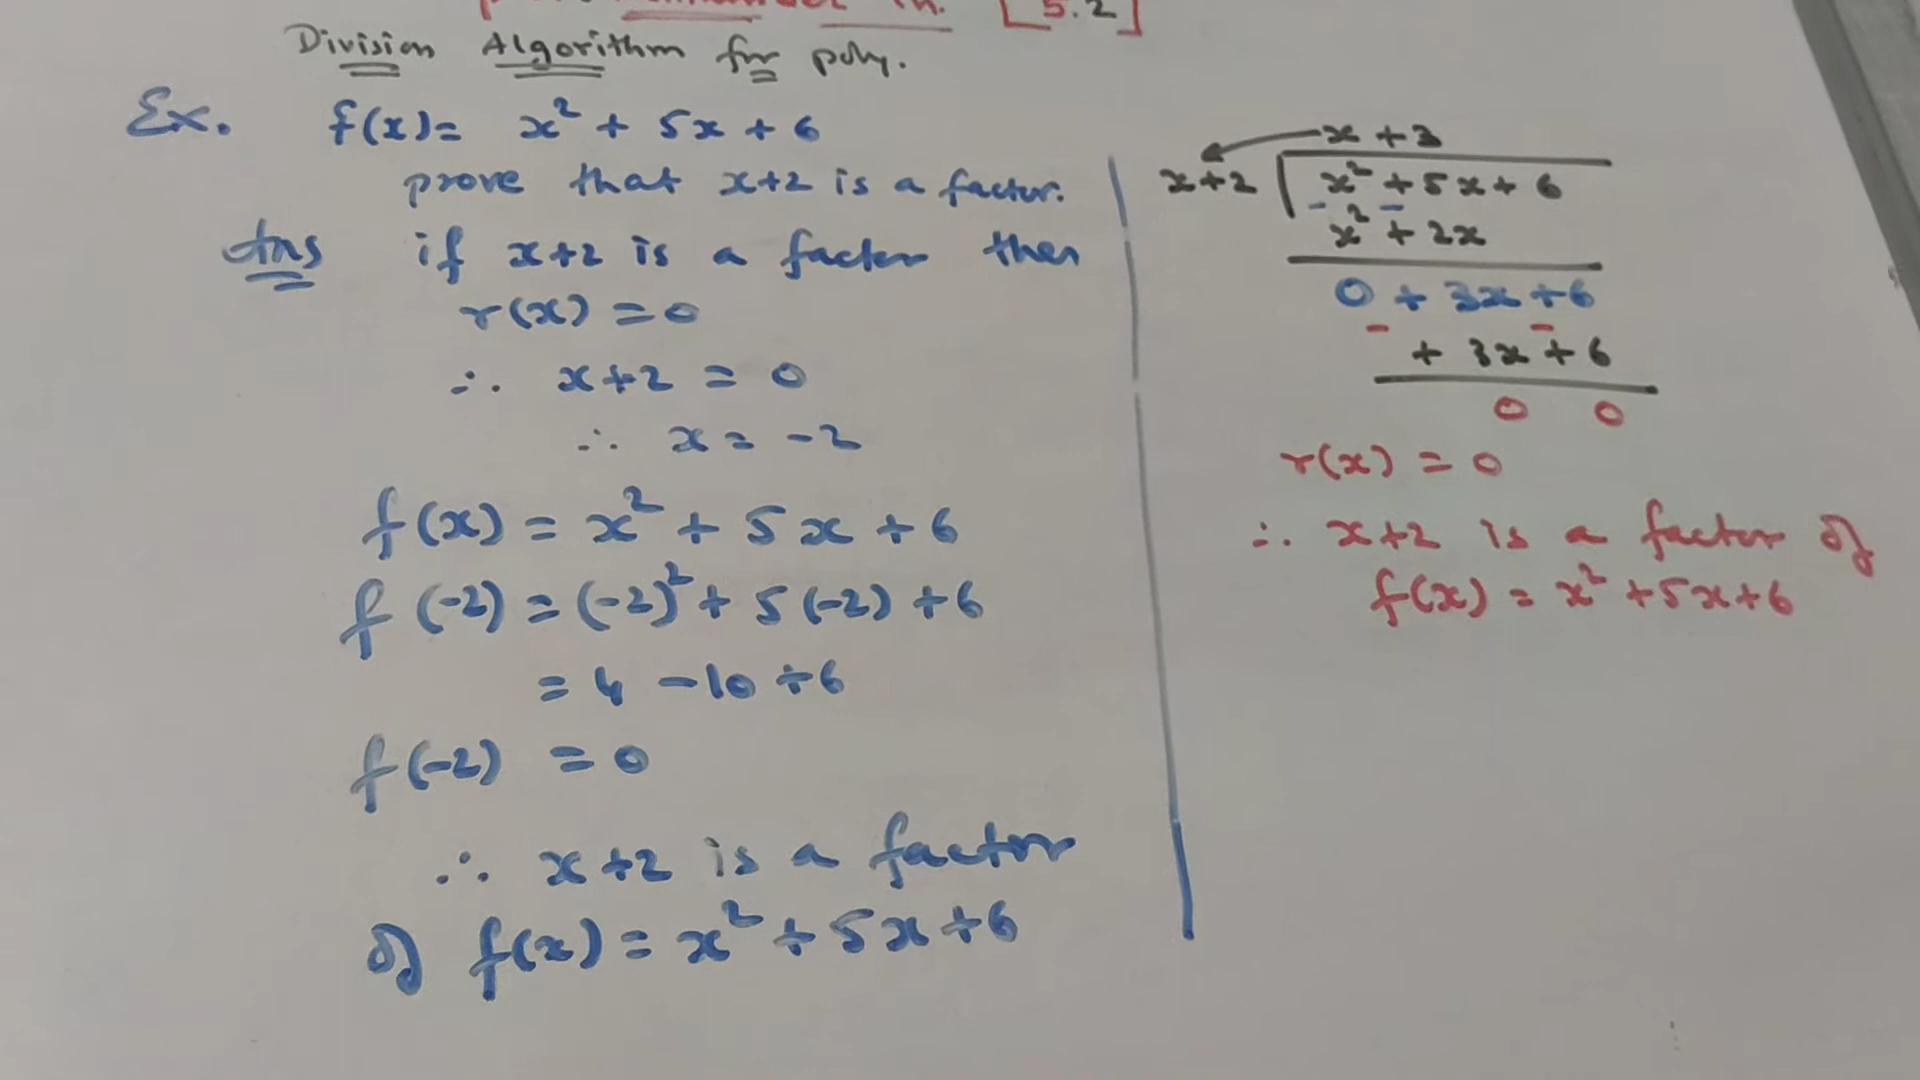 [5.2]
Division Algorithm for poly.
Ex. f(x)= x² + 5x + 6
prove that x+2 is a factor.
Ans if x+2 is a factor then
r(x) = 0
∴ x+2 = 0
∴ x = -2
f(x) = x² + 5x + 6
f(-2) = (-2)² + 5(-2) + 6
= 4 - 10 + 6
f(-2) = 0
∴ x+2 is a factor
of f(x) = x² + 5x + 6
x + 3
x+2 x² + 5x + 6
- -
x² + 2x
0 + 3x + 6
- -
+ 3x + 6
0 0
r(x) = 0
∴ x+2 is a factor of
f(x) = x² + 5x + 6